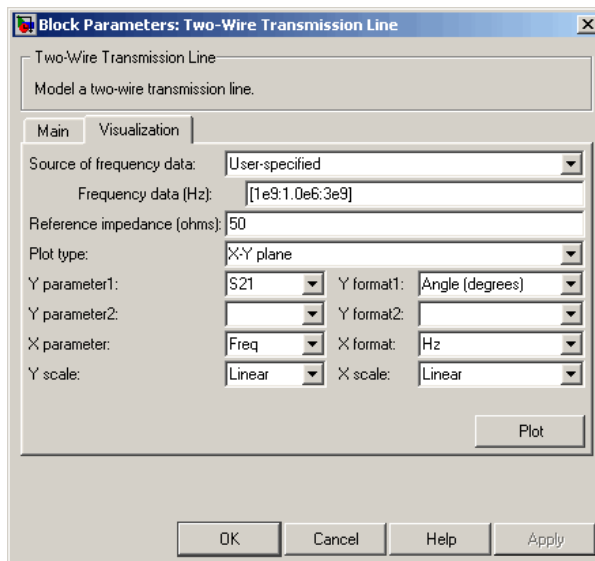 Block Parameters: Two-Wire Transmission Line
Two-Wire Transmission Line
Model a two-wire transmission line.
Main Visualization
Source of frequency data: User-specified
Frequency data (Hz): [1e9:1.0e6:3e9]
Reference impedance (ohms): 50
Plot type: X-Y plane
Y parameter1: S21 Y format1: Angle (degrees)
Y parameter2: Y format2:
X parameter: Freq X format: Hz
Y scale: Linear X scale: Linear
Plot
OK Cancel Help Apply